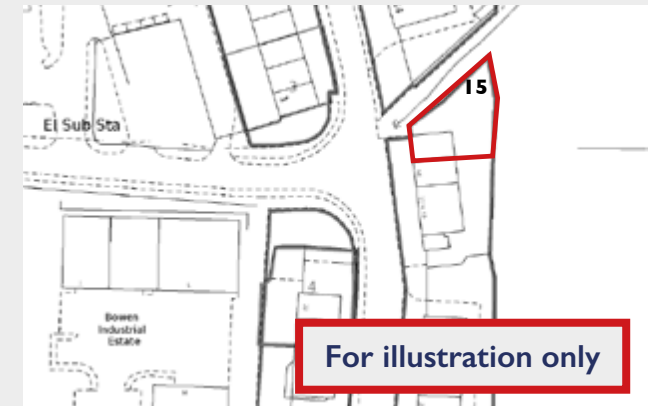 15
El Sub Sta
4
Bowen
Industrial
Estate
For illustration only